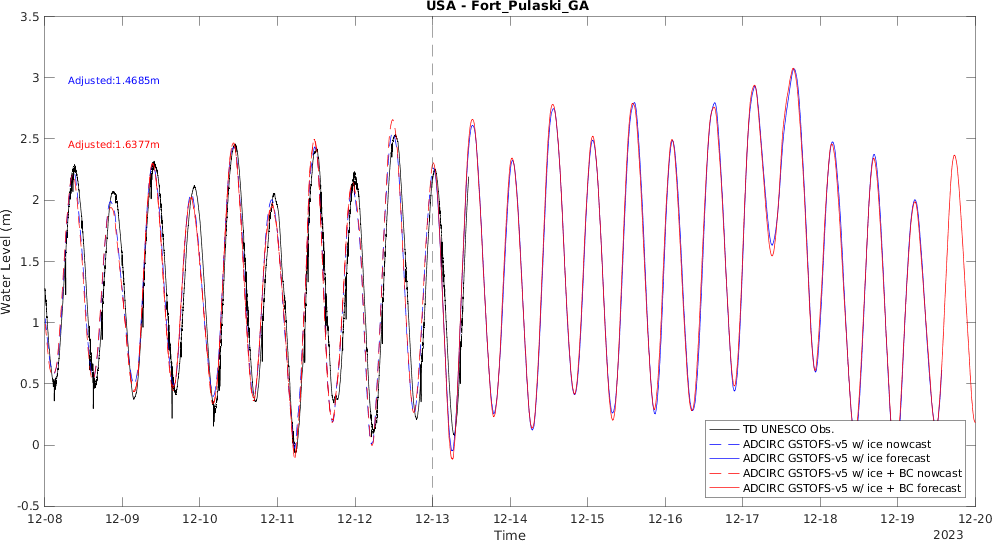 USA - Fort_Pulaski_GA
3.5
3
2.5
2
1.5
1
0.5
0
-0.5
Water Level (m)
Adjusted:1.4685m
Adjusted:1.6377m
TD UNESCO Obs.
ADCIRC GSTOFS-v5 w/ ice nowcast
ADCIRC GSTOFS-v5 w/ ice forecast
ADCIRC GSTOFS-v5 w/ ice + BC nowcast
ADCIRC GSTOFS-v5 w/ ice + BC forecast
12-08 12-09 12-10 12-11 12-12 12-13 12-14 12-15 12-16 12-17 12-18 12-19 12-20
Time
2023